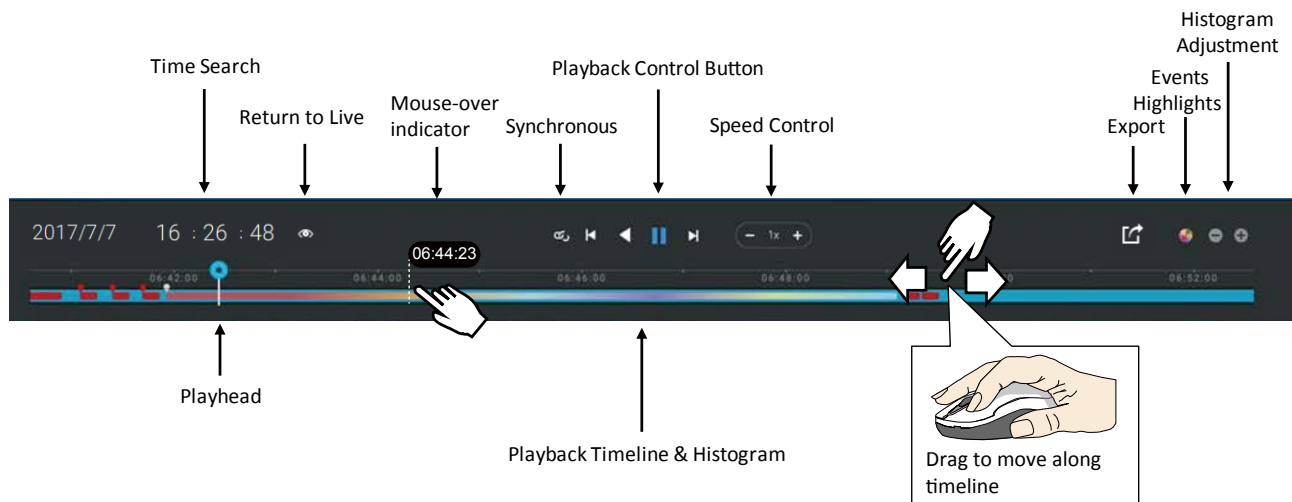 Histogram
Adjustment
Time Search
Playback Control Button
Events
Highlights
Return to Live
Mouse-over
indicator
Synchronous
Speed Control
Export
2017/7/7 16 : 26 : 48
1x
06:44:23
06:42:00 06:44:00 06:46:00 06:48:00 06:52:00
Playhead
Playback Timeline & Histogram
Drag to move along
timeline